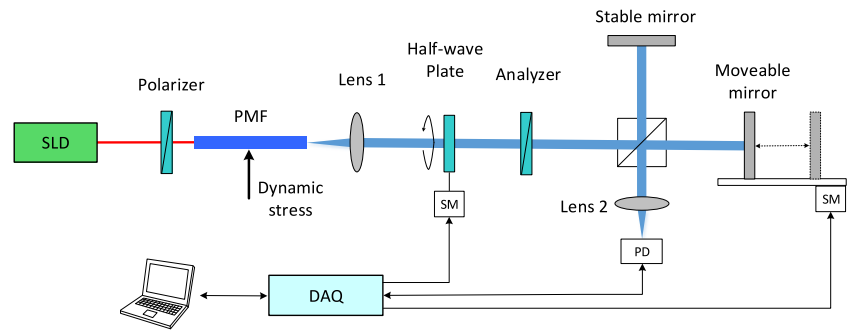 Stable mirror
Half-wave
Plate
Lens 1
Analyzer
Moveable
mirror
Polarizer
PMF
SLD
Dynamic
stress
SM
Lens 2
SM
PD
DAQ